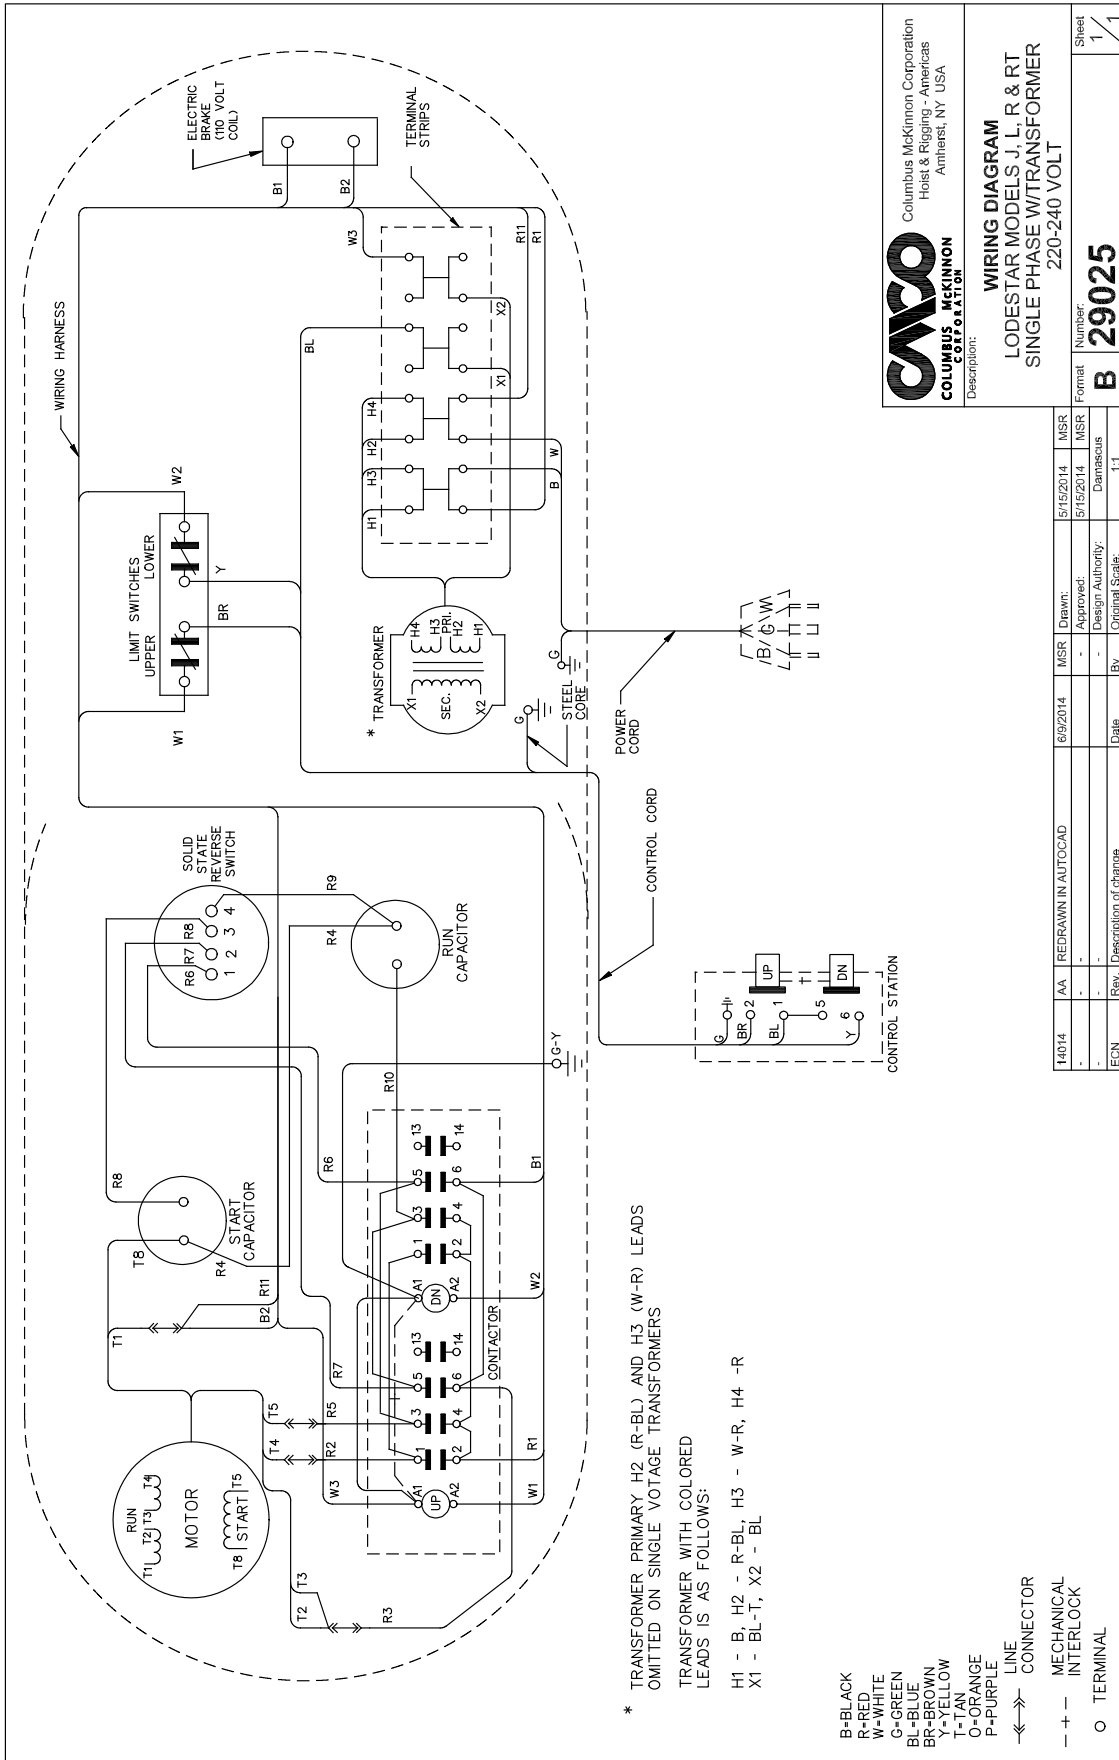 WIRING HARNESS
ELECTRIC
BRAKE
(110 VOLT
COIL)
B1
B2
TERMINAL
STRIPS
W3
R11
R1
BL
X2
X1
H4
H2
H3
H1
W
B
LIMIT SWITCHES
UPPER
LOWER
W2
Y
BR
W1
* TRANSFORMER
X1
SEC.
X2
H4
H3
PRI.
H2
H1
G
G
STEEL
CORE
POWER
CORD
B
G
W
SOLID
STATE
REVERSE
SWITCH
R6
R7
R8
1
2
3
4
R9
R4
RUN
CAPACITOR
CONTROL CORD
UP
DN
G
BR
2
BL
1
5
Y
6
CONTROL STATION
R10
G-Y
R8
T8
R4
START
CAPACITOR
R11
B2
T1
R6
B1
13
14
5
6
3
4
1
2
A1
DN
A2
W2
CONTACTOR
R7
13
14
5
6
3
4
1
2
A1
UP
A2
R1
W1
W3
T5
R5
T4
R2
RUN
T1
T2
T3
T4
MOTOR
T8
START
T5
T2
T3
R3
* TRANSFORMER PRIMARY H2 (R-BL) AND H3 (W-R) LEADS
OMITTED ON SINGLE VOTAGE TRANSFORMERS
TRANSFORMER WITH COLORED
LEADS IS AS FOLLOWS:
H1 - B, H2 - R-BL, H3 - W-R, H4 -R
X1 - BL-T, X2 - BL
B=BLACK
R=RED
W=WHITE
G=GREEN
BL=BLUE
BR=BROWN
Y=YELLOW
T=TAN
O=ORANGE
P=PURPLE
LINE
CONNECTOR
MECHANICAL
INTERLOCK
TERMINAL
14014 AA REDRAWN IN AUTOCAD 6/9/2014 MSR
- - - - -
- - - - -
ECN Rev. Description of change Date By
Drawn: 5/15/2014 MSR
Approved: 5/15/2014 MSR
Design Authority: Damascus
Original Scale: 1:1
CMCO
COLUMBUS McKINNON
CORPORATION
Columbus McKinnon Corporation
Hoist & Rigging - Americas
Amherst, NY USA
Description:
WIRING DIAGRAM
LODESTAR MODELS J, L, R & RT
SINGLE PHASE W/TRANSFORMER
220-240 VOLT
Format
B
Number:
29025
Sheet
1/1